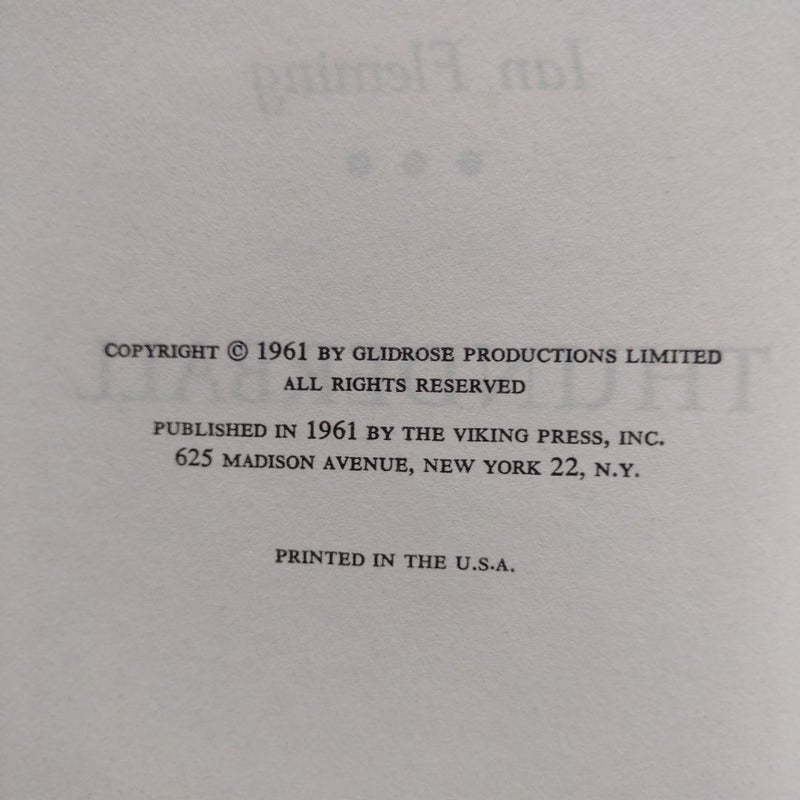 Ian Fleming
THUNDERBALL
COPYRIGHT © 1961 BY GLIDROSE PRODUCTIONS LIMITED
ALL RIGHTS RESERVED
PUBLISHED IN 1961 BY THE VIKING PRESS, INC.
625 MADISON AVENUE, NEW YORK 22, N.Y.
PRINTED IN THE U.S.A.